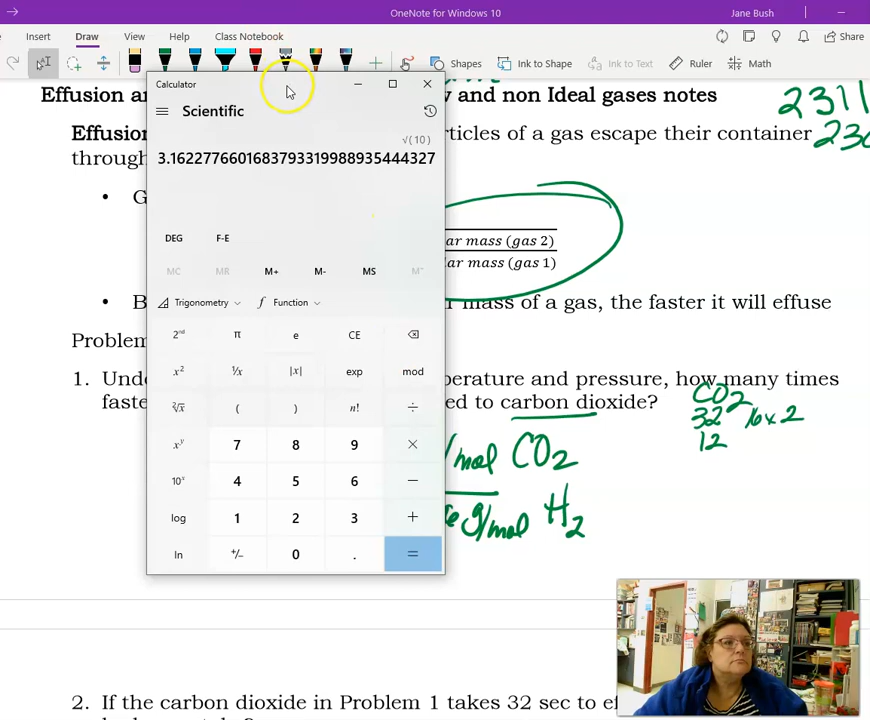 OneNote for Windows 10
Jane Bush
Insert Draw View Help Class Notebook
Share
Shapes Ink to Shape Ink to Text Ruler Math
Effusion
and non Ideal gases notes
2311
Effusion
rticles of a gas escape their container
through
230
G
ar mass (gas 2)
lar mass (gas 1)
B
mass of a gas, the faster it will effuse
Problem
1. Unde
perature and pressure, how many times
faste
ed to carbon dioxide?
CO2
32 16 x 2
12
/mol CO2
g/mol H2
2. If the carbon dioxide in Problem 1 takes 32 sec to ef
Calculator
Scientific
√(10)
3.1622776601683793319988935444327
DEG F-E
MC MR M+ M- MS M˅
Trigonometry f Function
2nd π e CE
x² ¹/x |x| exp mod
²√x ( ) n! ÷
xʸ 7 8 9 ×
10ˣ 4 5 6 −
log 1 2 3 +
ln +/- 0 . =